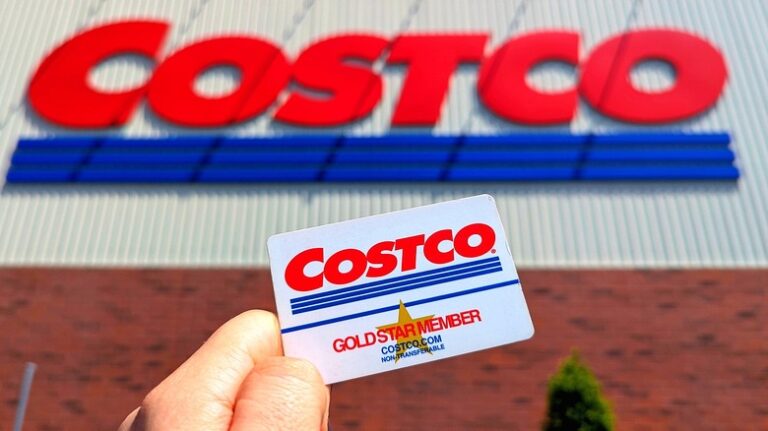 COSTCO
COSTCO®
GOLD STAR MEMBER
COSTCO.COM
NON-TRANSFERABLE